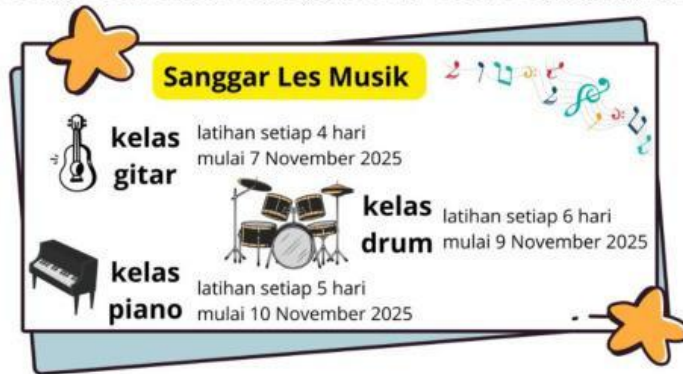 Sanggar Les Musik
kelas
gitar
latihan setiap 4 hari
mulai 7 November 2025
kelas
drum
latihan setiap 6 hari
mulai 9 November 2025
kelas
piano
latihan setiap 5 hari
mulai 10 November 2025